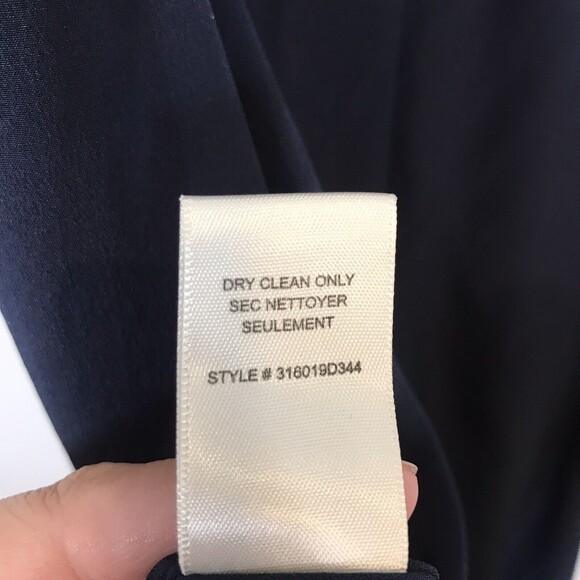 DRY CLEAN ONLY
SEC NETTOYER
SEULEMENT
STYLE # 316019D344